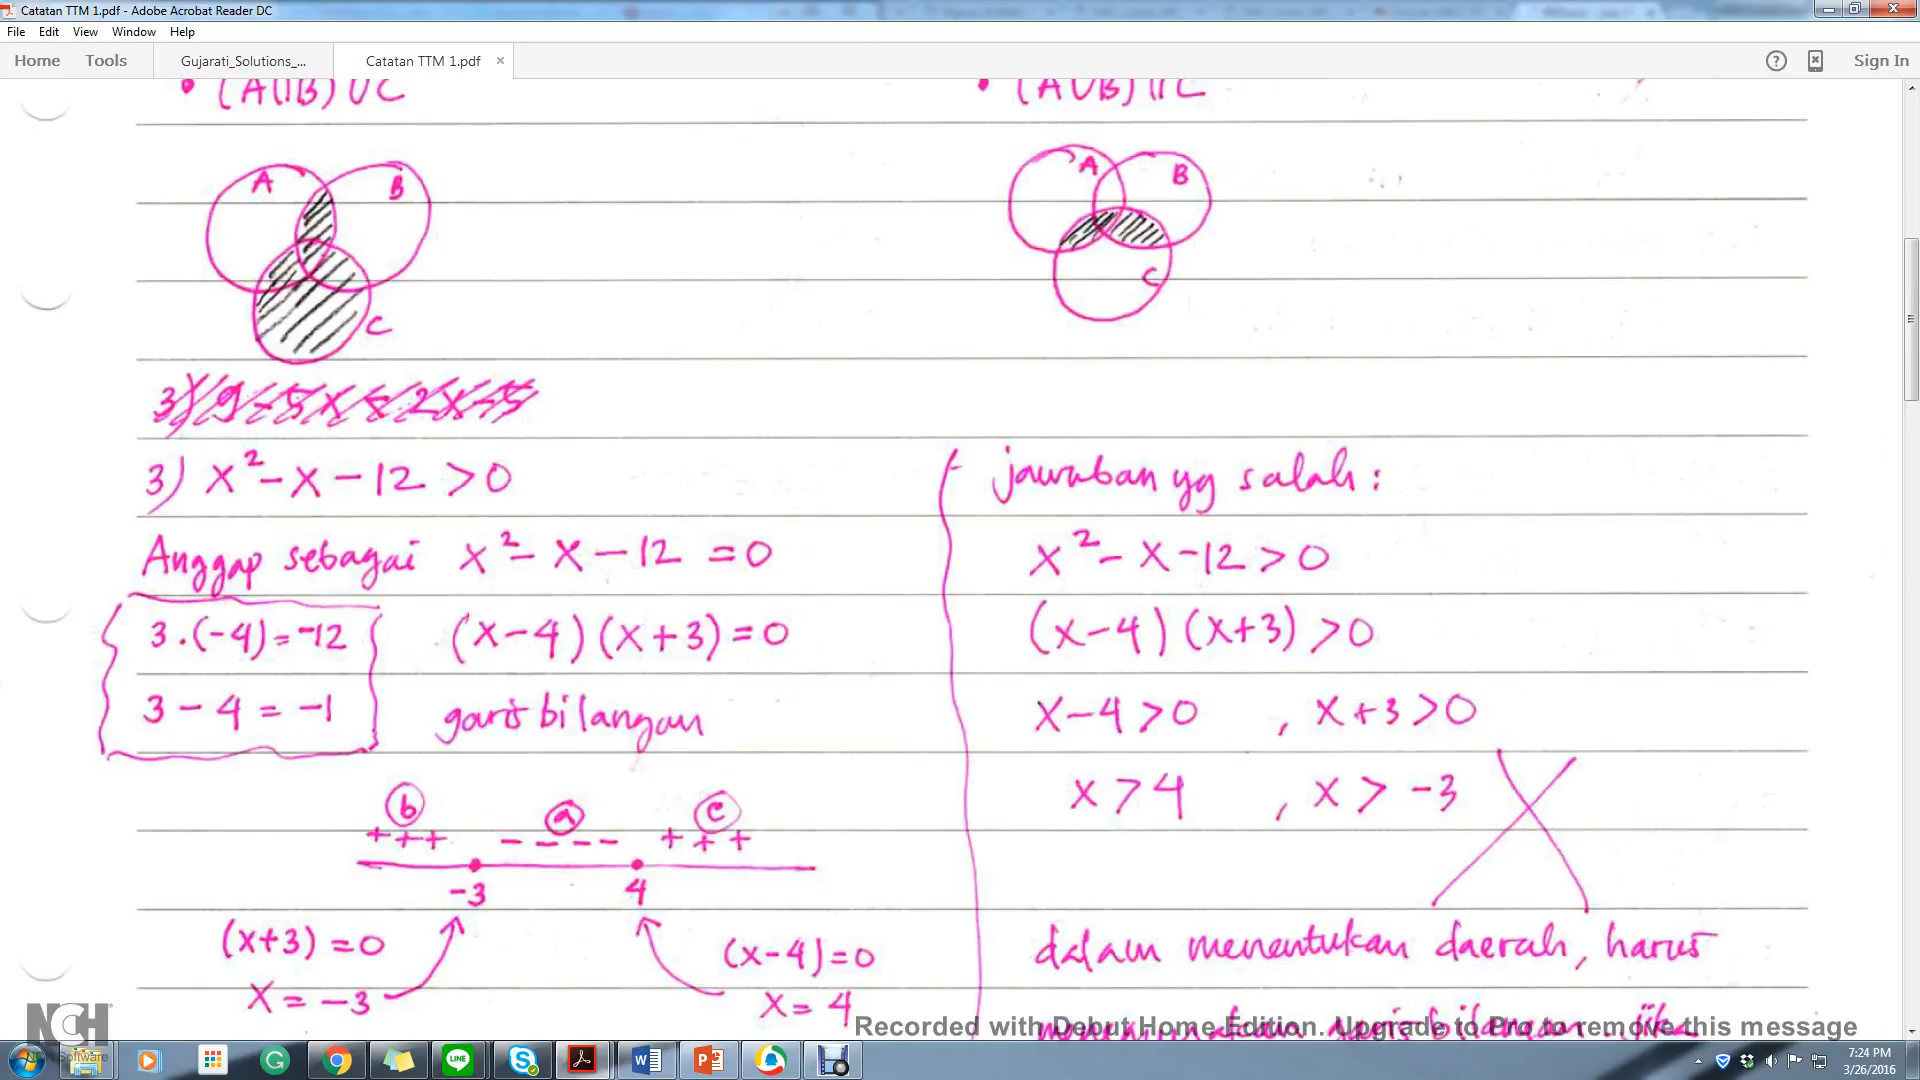 Catatan TTM 1.pdf - Adobe Acrobat Reader DC
File Edit View Window Help
Home Tools Gujarati_Solutions_... Catatan TTM 1.pdf × Sign In
• (A∩B)∪C
• (A∪B)∩C
A B C
A B C
3) x² - x - 12 > 0
Anggap sebagai x² - x - 12 = 0
3.(-4) = -12 (x-4)(x+3) = 0
3 - 4 = -1 garis bilangan
b a c
+++ ---- +++
-3 4
(x+3) = 0 (x-4) = 0
x = -3 x = 4
jawaban yg salah :
x² - x - 12 > 0
(x-4)(x+3) > 0
x-4 > 0 , x+3 > 0
x > 4 , x > -3
dalam menentukan daerah, harus
NCH
NCH Software
Recorded with Debut Home Edition. Upgrade to Pro to remove this message
7:24 PM
3/26/2016